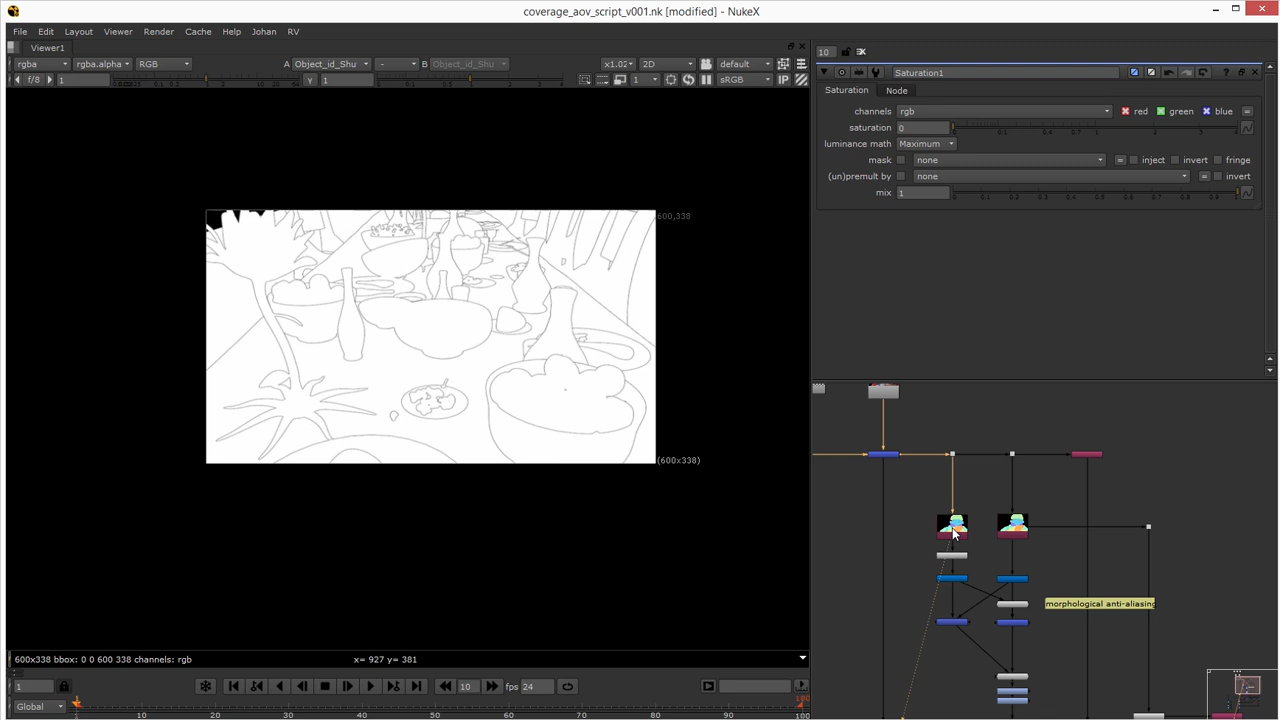 coverage_aov_script_v001.nk [modified] - NukeX
File Edit Layout Viewer Render Cache Help Johan RV
Viewer1
rgba rgba.alpha RGB A Object_id_Shu - B Object_id_Shu x1.02 2D default
f/8 1 γ 1 1 sRGB IP
600,338
(600x338)
600x338 bbox: 0 0 600 338 channels: rgb x= 927 y= 381
1 10 fps 24
Global 1 10 20 30 40 50 60 70 80 90 100
10
Saturation1
Saturation Node
channels rgb red green blue =
saturation 0
luminance math Maximum
mask none = inject invert fringe
(un)premult by none = invert
mix 1
morphological anti-aliasing